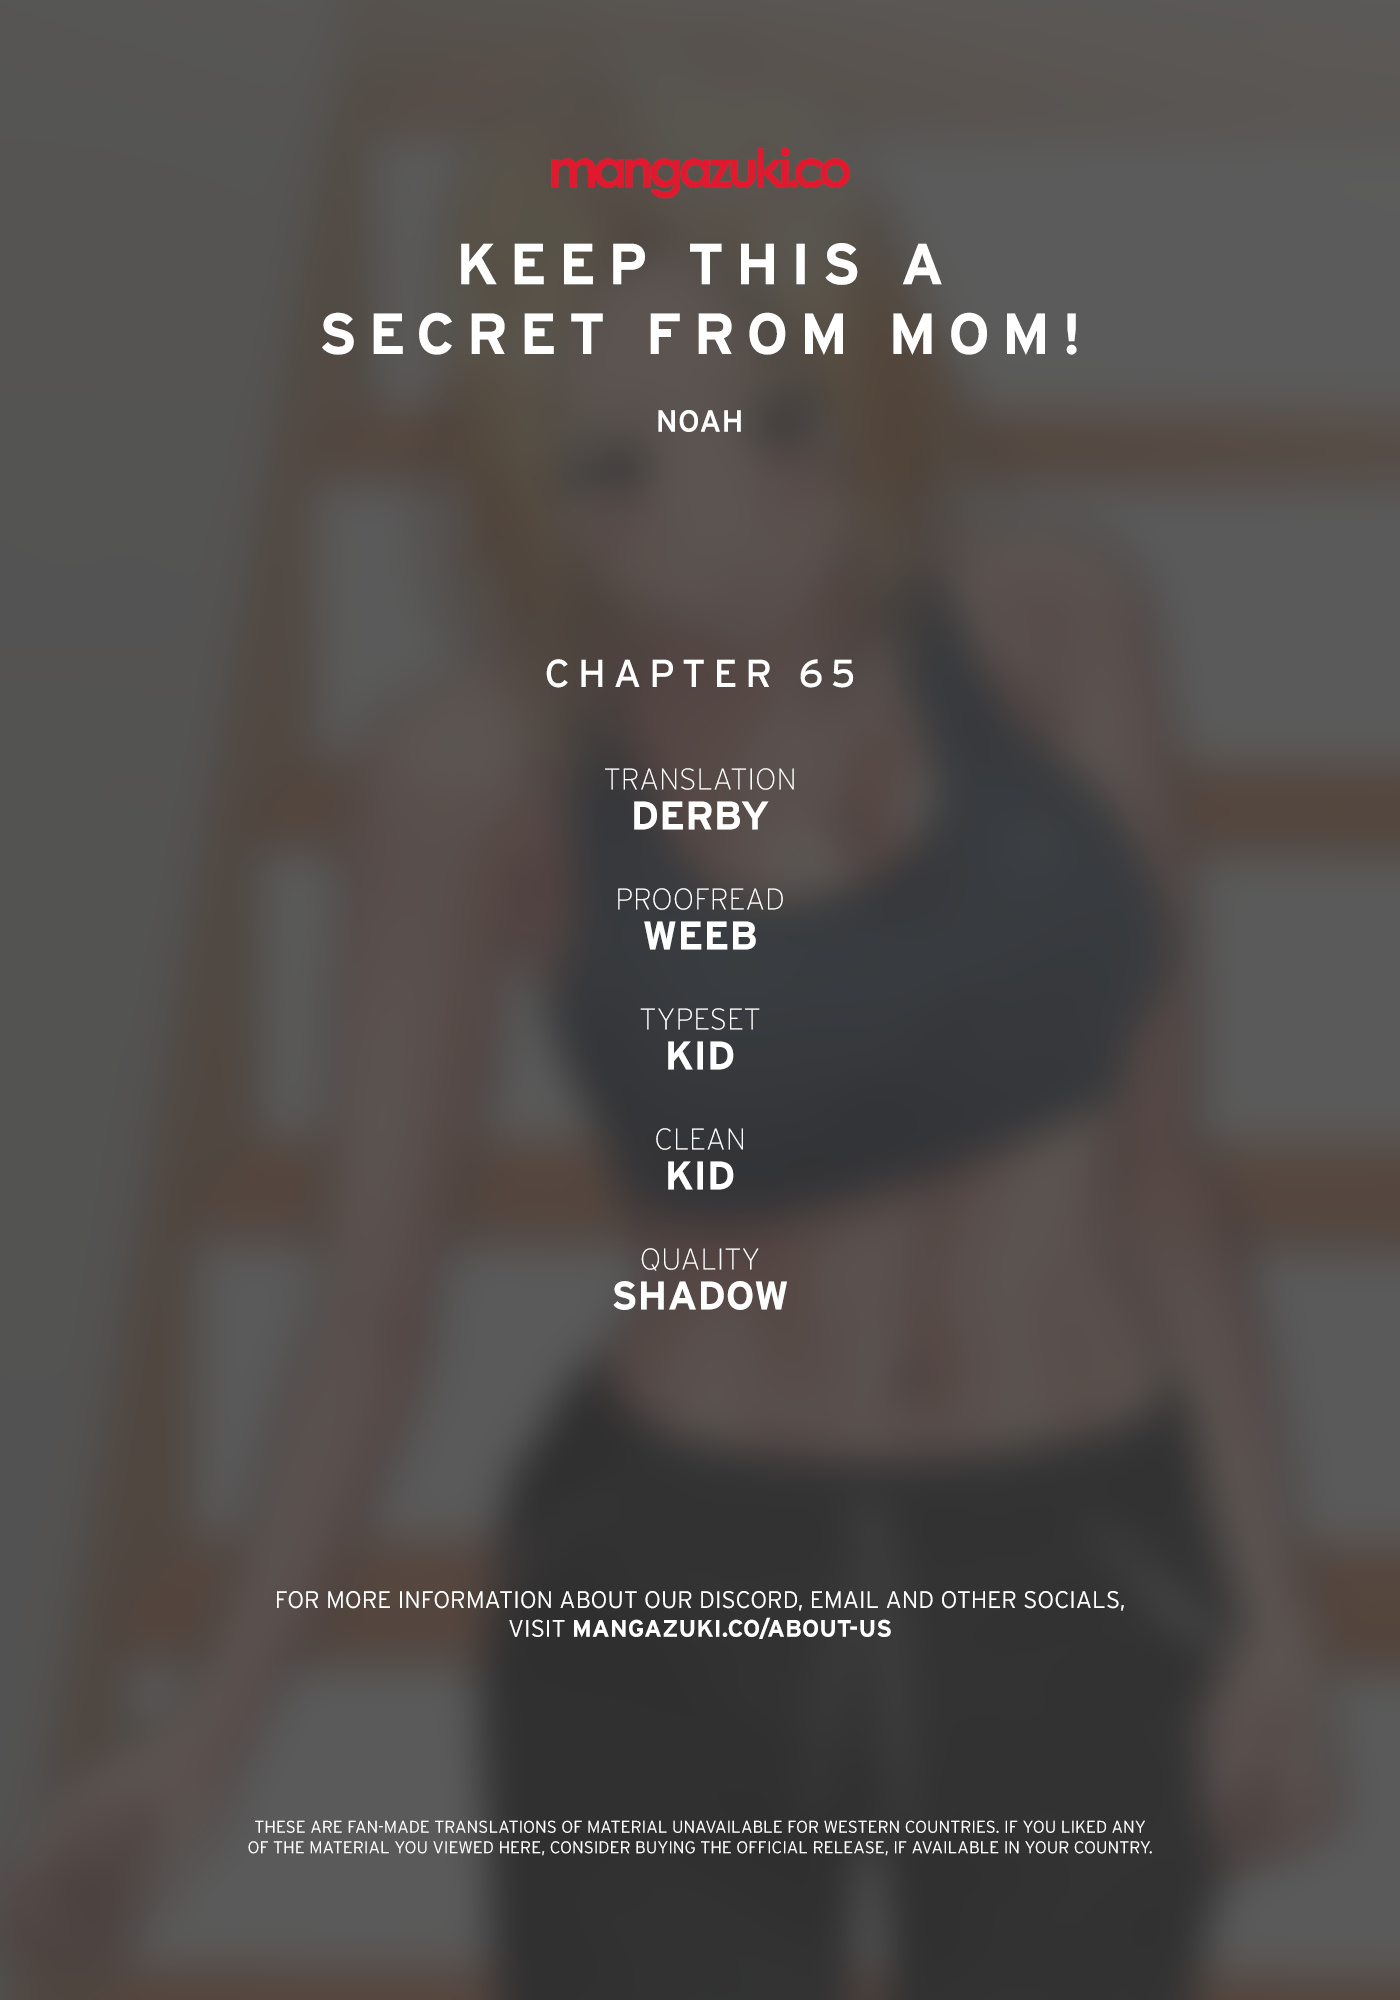 mangazuki.co
KEEP THIS A
SECRET FROM MOM!
NOAH
CHAPTER 65
TRANSLATION
DERBY
PROOFREAD
WEEB
TYPESET
KID
CLEAN
KID
QUALITY
SHADOW
FOR MORE INFORMATION ABOUT OUR DISCORD, EMAIL AND OTHER SOCIALS,
VISIT MANGAZUKI.CO/ABOUT-US
THESE ARE FAN-MADE TRANSLATIONS OF MATERIAL UNAVAILABLE FOR WESTERN COUNTRIES. IF YOU LIKED ANY
OF THE MATERIAL YOU VIEWED HERE, CONSIDER BUYING THE OFFICIAL RELEASE, IF AVAILABLE IN YOUR COUNTRY.